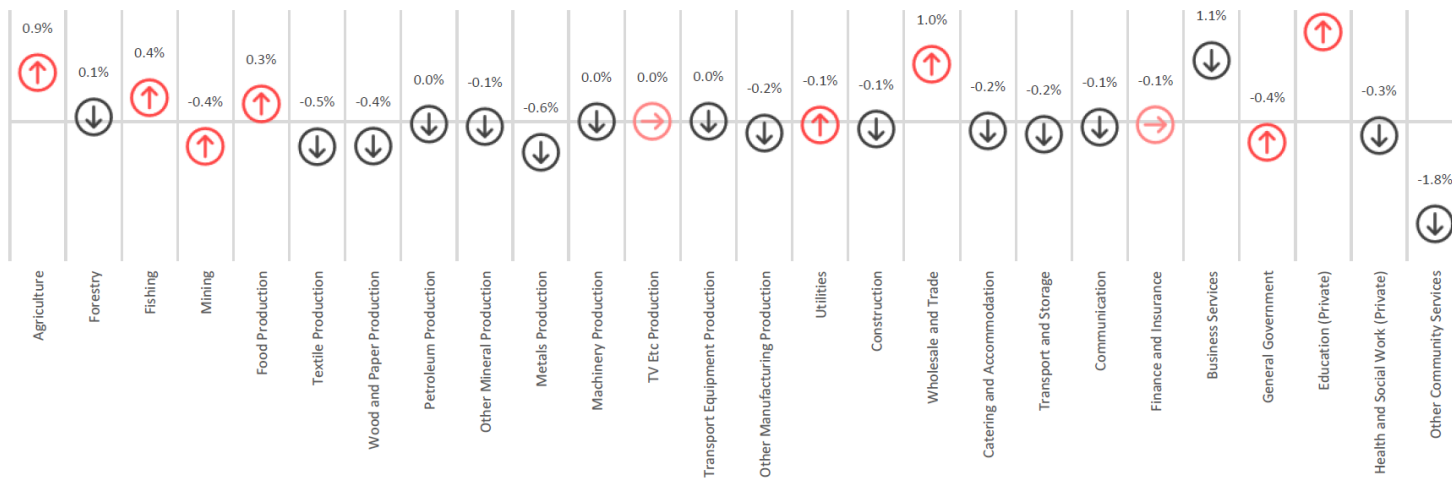 0.9%
0.1%
0.4%
-0.4%
0.3%
-0.5%
-0.4%
0.0%
-0.1%
-0.6%
0.0%
0.0%
0.0%
-0.2%
-0.1%
-0.1%
1.0%
-0.2%
-0.2%
-0.1%
-0.1%
1.1%
-0.4%
-0.3%
-1.8%
Agriculture
Forestry
Fishing
Mining
Food Production
Textile Production
Wood and Paper Production
Petroleum Production
Other Mineral Production
Metals Production
Machinery Production
TV Etc Production
Transport Equipment Production
Other Manufacturing Production
Utilities
Construction
Wholesale and Trade
Catering and Accommodation
Transport and Storage
Communication
Finance and Insurance
Business Services
General Government
Education (Private)
Health and Social Work (Private)
Other Community Services